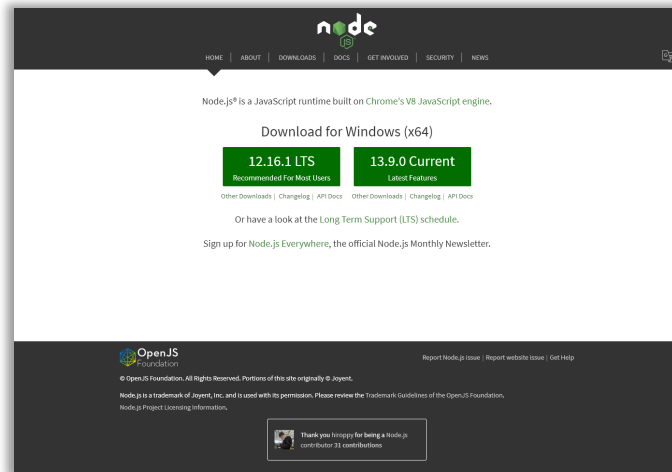 node
JS
HOME | ABOUT | DOWNLOADS | DOCS | GET INVOLVED | SECURITY | NEWS
Node.js® is a JavaScript runtime built on Chrome's V8 JavaScript engine.
Download for Windows (x64)
12.16.1 LTS
Recommended For Most Users
13.9.0 Current
Latest Features
Other Downloads | Changelog | API Docs
Other Downloads | Changelog | API Docs
Or have a look at the Long Term Support (LTS) schedule.
Sign up for Node.js Everywhere, the official Node.js Monthly Newsletter.
OpenJS
Foundation
Report Node.js issue | Report website issue | Get Help
© OpenJS Foundation. All Rights Reserved. Portions of this site originally © Joyent.
Node.js is a trademark of Joyent, Inc. and is used with its permission. Please review the Trademark Guidelines of the OpenJS Foundation.
Node.js Project Licensing Information.
Thank you hiroppy for being a Node.js
contributor 31 contributions